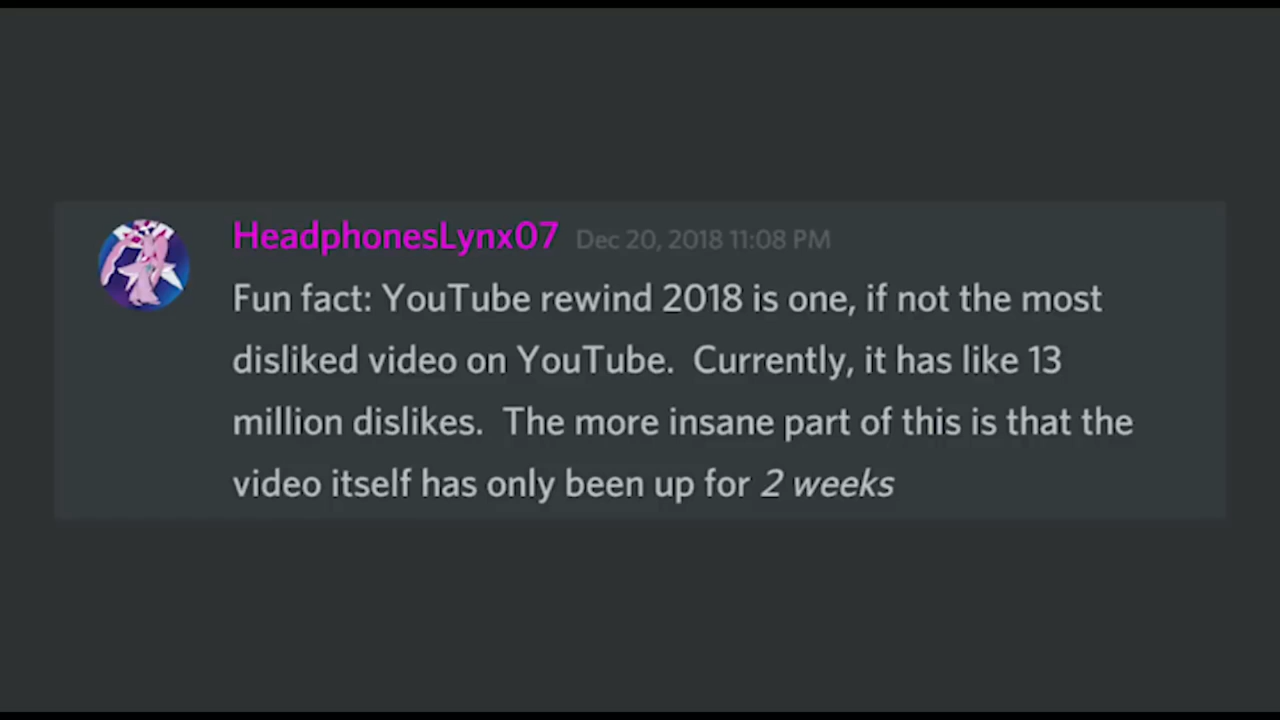 HeadphonesLynx07 Dec 20, 2018 11:08 PM
Fun fact: YouTube rewind 2018 is one, if not the most
disliked video on YouTube.  Currently, it has like 13
million dislikes.  The more insane part of this is that the
video itself has only been up for 2 weeks